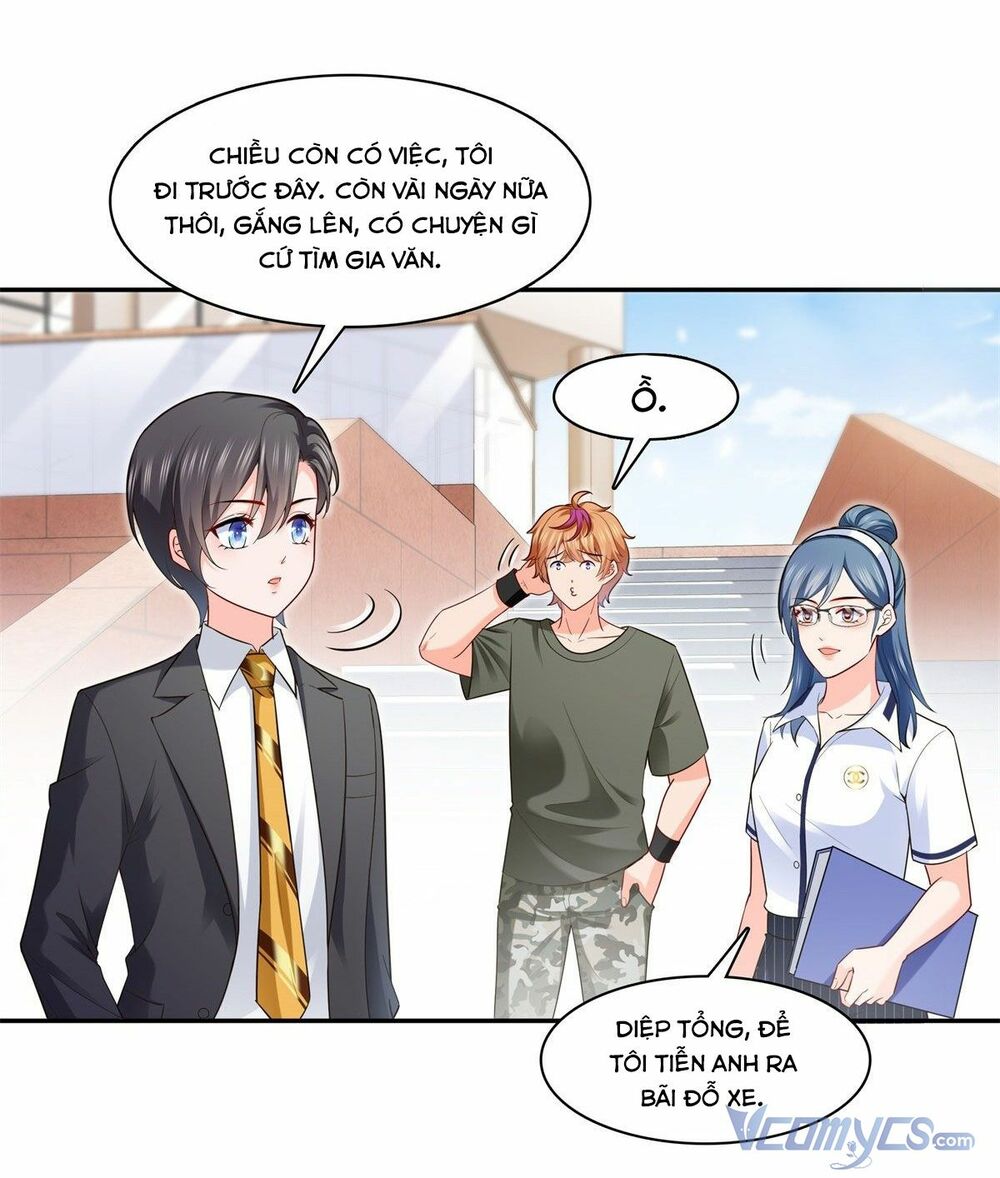 CHIỀU CÒN CÓ VIỆC, TÔI
ĐI TRƯỚC ĐÂY. CÒN VÀI NGÀY NỮA
THÔI, GẮNG LÊN, CÓ CHUYỆN GÌ
CỨ TÌM GIA VĂN.
Ồ.
DIỆP TỔNG, ĐỂ
TÔI TIỄN ANH RA
BÃI ĐỖ XE.
VCOMYCS.com